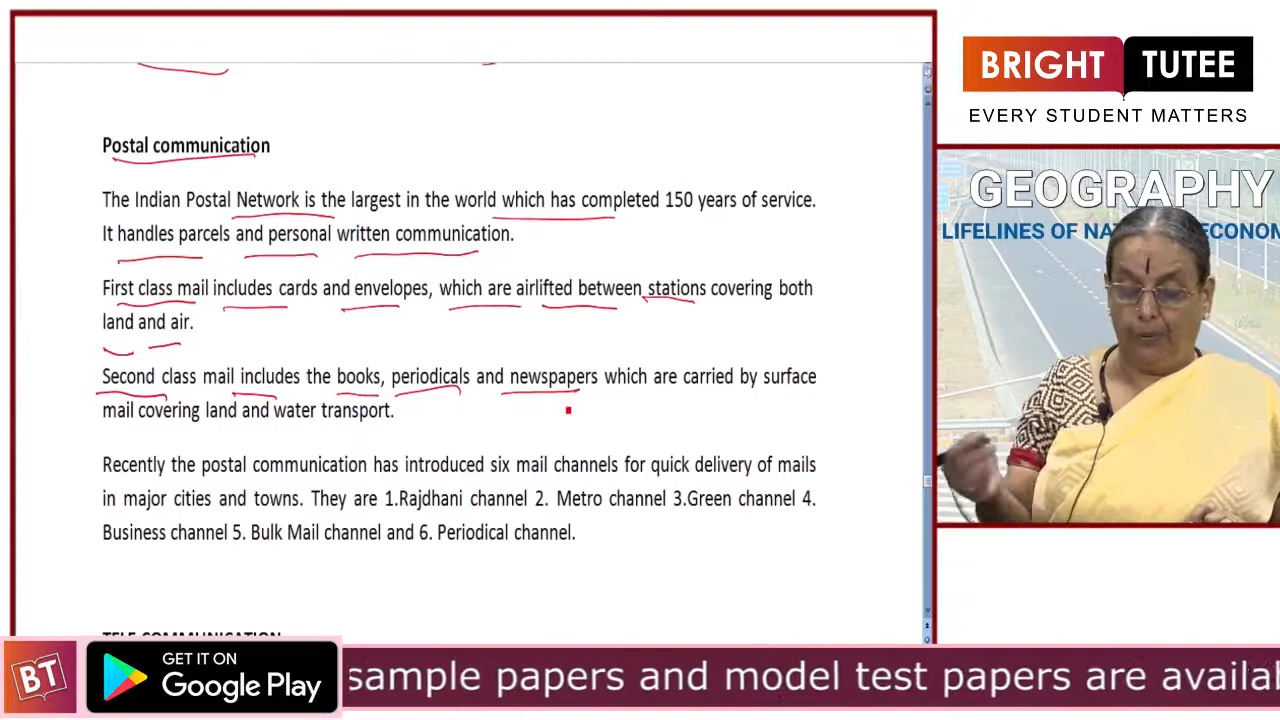 BRIGHT TUTEE
EVERY STUDENT MATTERS
GEOGRAPHY
LIFELINES OF NAT ECONOM
Postal communication
The Indian Postal Network is the largest in the world which has completed 150 years of service.
It handles parcels and personal written communication.
First class mail includes cards and envelopes, which are airlifted between stations covering both
land and air.
Second class mail includes the books, periodicals and newspapers which are carried by surface
mail covering land and water transport.
Recently the postal communication has introduced six mail channels for quick delivery of mails
in major cities and towns. They are 1.Rajdhani channel 2. Metro channel 3.Green channel 4.
Business channel 5. Bulk Mail channel and 6. Periodical channel.
TELE COMMUNICATION
BT
GET IT ON
Google Play
sample papers and model test papers are availa